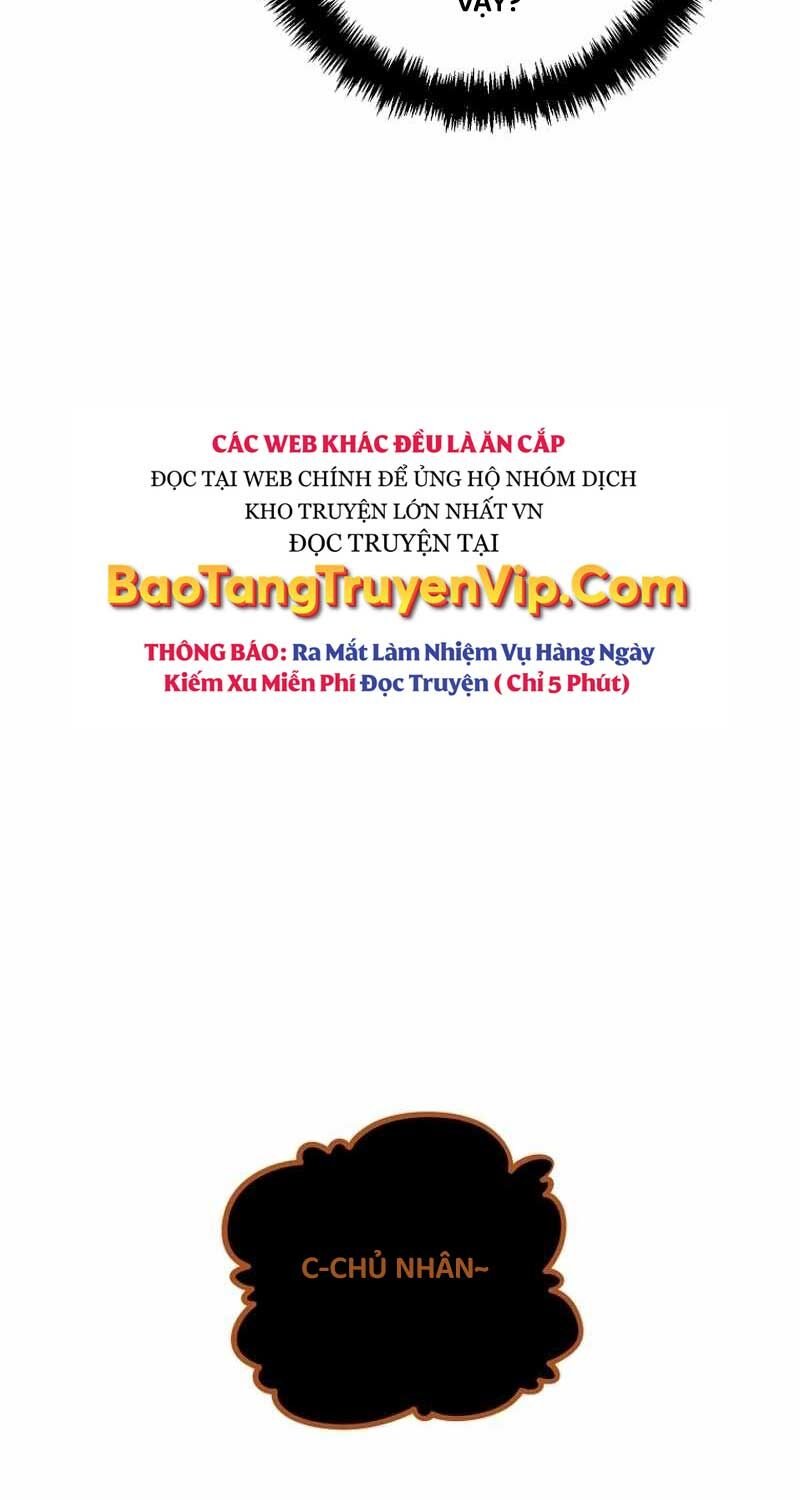 VẬY?
CÁC WEB KHÁC ĐỀU LÀ ĂN CẮP
ĐỌC TẠI WEB CHÍNH ĐỂ ỦNG HỘ NHÓM DỊCH
KHO TRUYỆN LỚN NHẤT VN
ĐỌC TRUYỆN TẠI
BaoTangTruyenVip.Com
THÔNG BÁO: Ra Mắt Làm Nhiệm Vụ Hàng Ngày
Kiếm Xu Miễn Phí Đọc Truyện ( Chỉ 5 Phút)
C-CHỦ NHÂN~